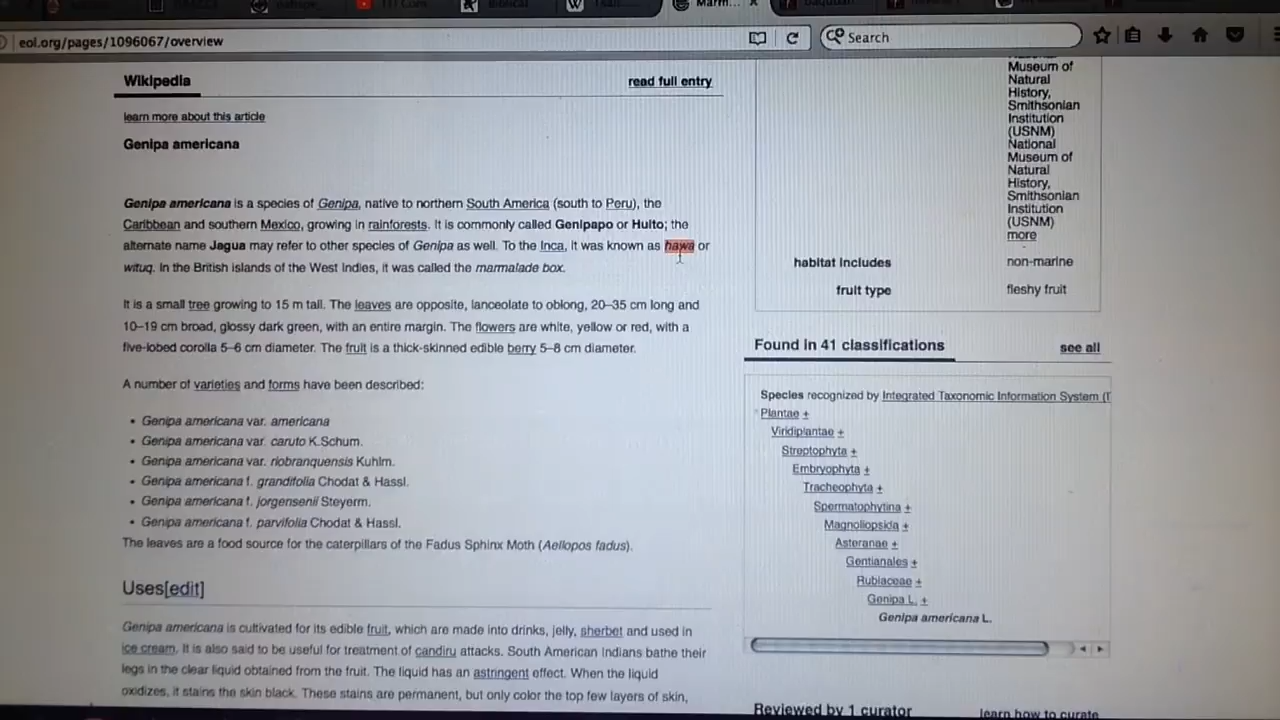 eol.org/pages/1096067/overview
Search
Wikipedia
read full entry
learn more about this article
Genipa americana
Genipa americana is a species of Genipa, native to northern South America (south to Peru), the
Caribbean and southern Mexico, growing in rainforests. It is commonly called Genipapo or Huito; the
alternate name Jagua may refer to other species of Genipa as well. To the Inca, it was known as hawa or
wituq. In the British islands of the West Indies, it was called the marmalade box.
It is a small tree growing to 15 m tall. The leaves are opposite, lanceolate to oblong, 20–35 cm long and
10–19 cm broad, glossy dark green, with an entire margin. The flowers are white, yellow or red, with a
five-lobed corolla 5–6 cm diameter. The fruit is a thick-skinned edible berry 5–8 cm diameter.
A number of varieties and forms have been described:
• Genipa americana var. americana
• Genipa americana var. caruto K.Schum.
• Genipa americana var. riobranquensis Kuhlm.
• Genipa americana f. grandifolia Chodat & Hassl.
• Genipa americana f. jorgensenii Steyerm.
• Genipa americana f. parvifolia Chodat & Hassl.
The leaves are a food source for the caterpillars of the Fadus Sphinx Moth (Aellopos fadus).
Uses[edit]
Genipa americana is cultivated for its edible fruit, which are made into drinks, jelly, sherbet and used in
ice cream. It is also said to be useful for treatment of candiru attacks. South American Indians bathe their
legs in the clear liquid obtained from the fruit. The liquid has an astringent effect. When the liquid
oxidizes, it stains the skin black. These stains are permanent, but only color the top few layers of skin,
Museum of
Natural
History,
Smithsonian
Institution
(USNM)
National
Museum of
Natural
History,
Smithsonian
Institution
(USNM)
more
habitat includes
non-marine
fruit type
fleshy fruit
Found in 41 classifications
see all
Species recognized by Integrated Taxonomic Information System (I
Plantae +
Viridiplantae +
Streptophyta +
Embryophyta +
Tracheophyta +
Spermatophytina +
Magnoliopsida +
Asteranae +
Gentianales +
Rubiaceae +
Genipa L. +
Genipa americana L.
Reviewed by 1 curator
learn how to curate